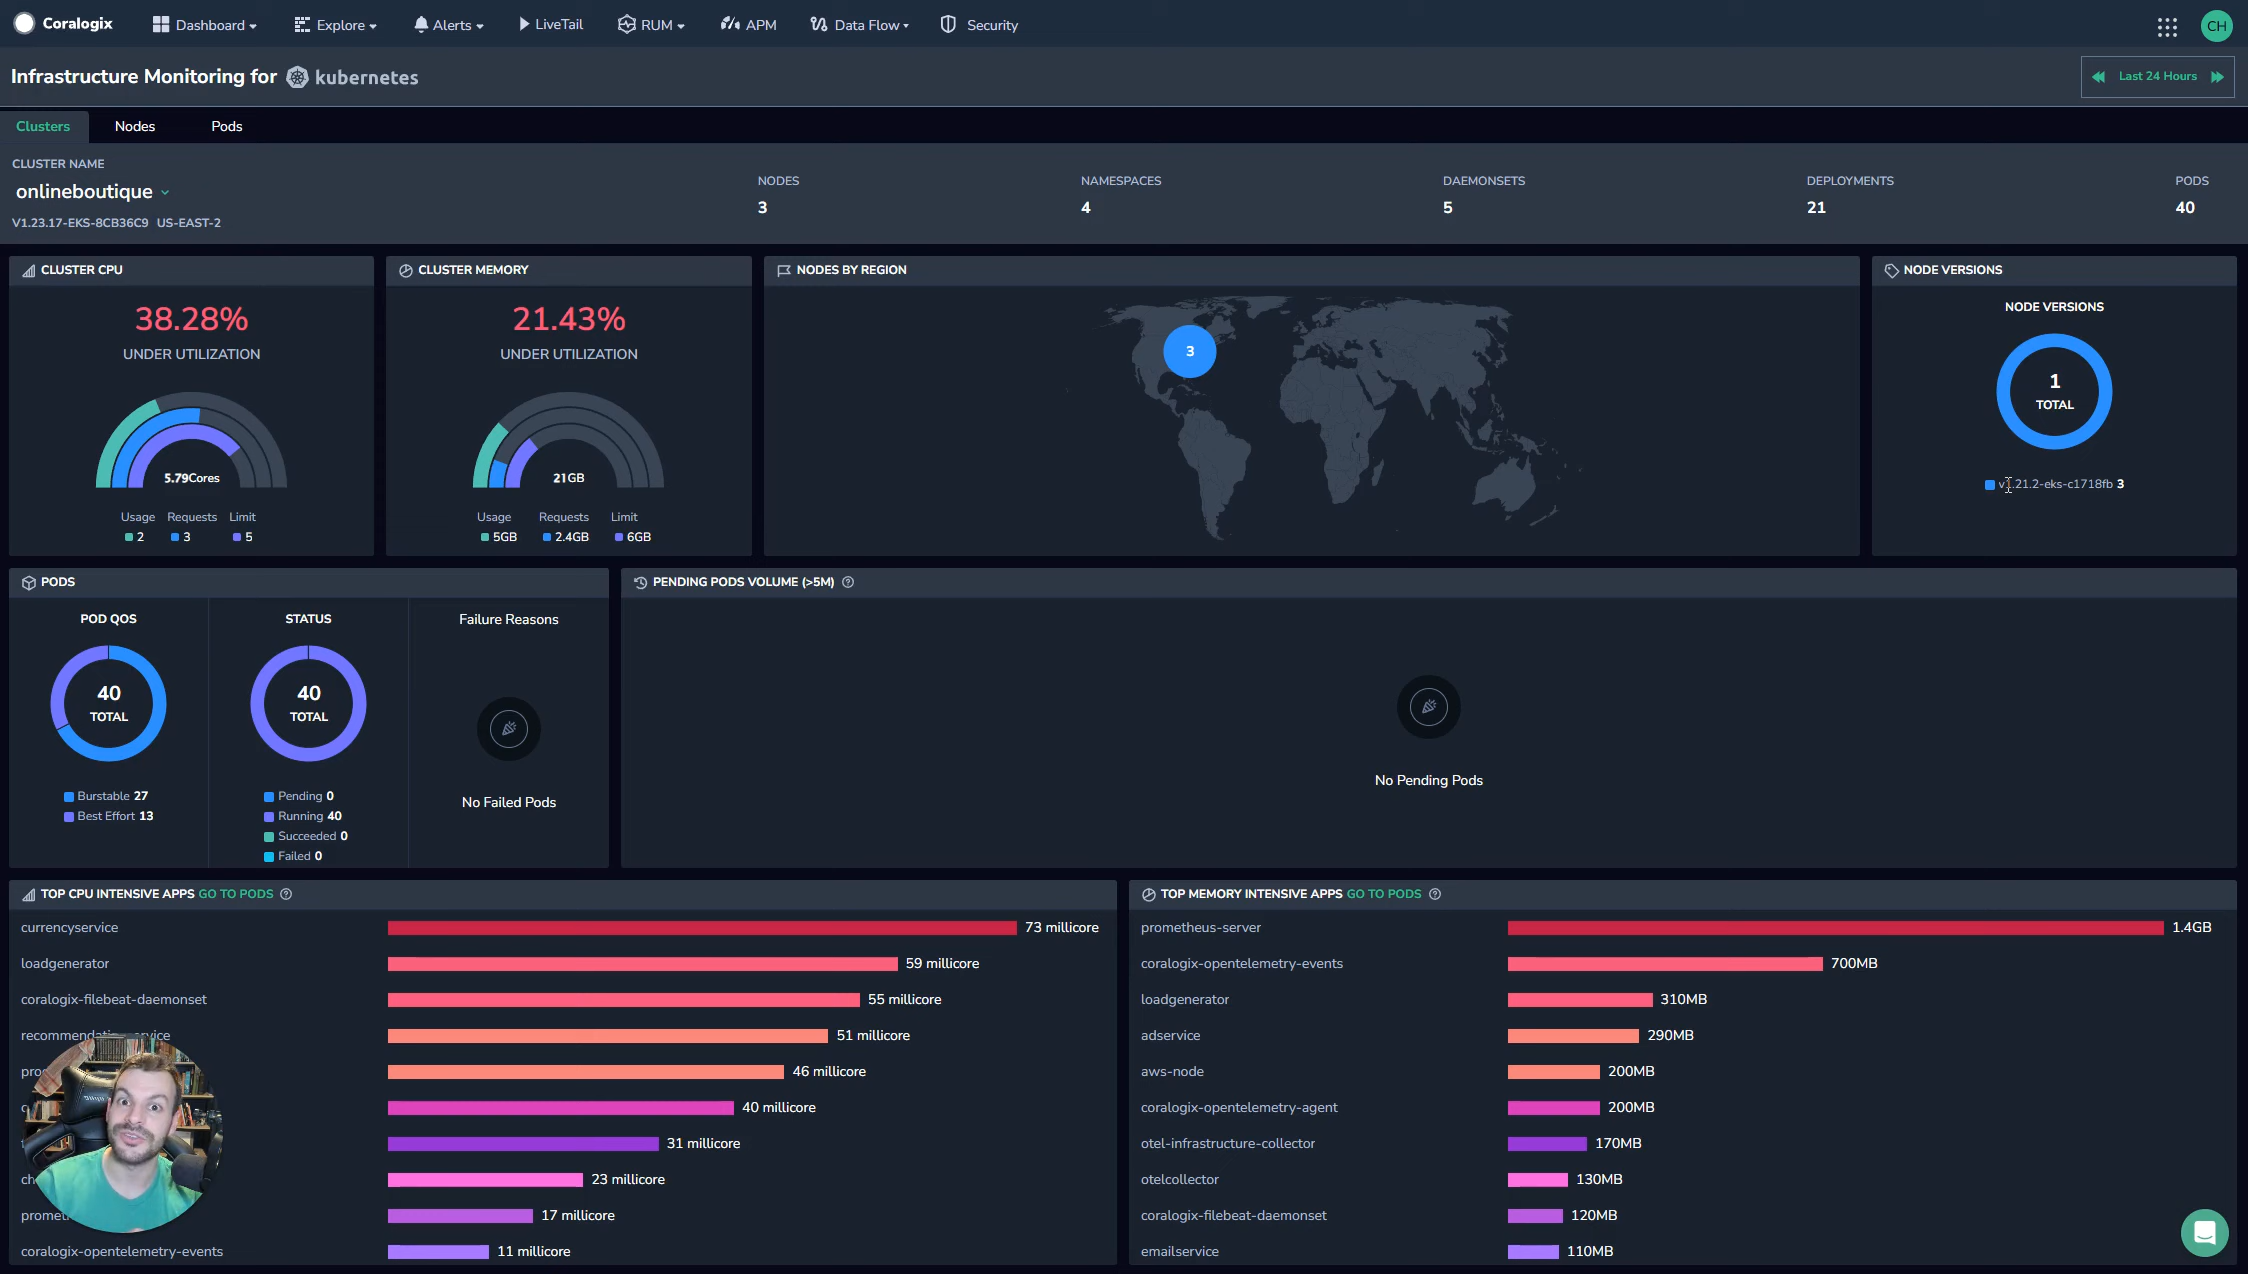 Coralogix Dashboard Explore Alerts LiveTail RUM APM Data Flow Security CH
Infrastructure Monitoring for kubernetes Last 24 Hours
Clusters Nodes Pods
CLUSTER NAME
onlineboutique
V1.23.17-EKS-8CB36C9 US-EAST-2
NODES
3
NAMESPACES
4
DAEMONSETS
5
DEPLOYMENTS
21
PODS
40
CLUSTER CPU
38.28%
UNDER UTILIZATION
5.79Cores
Usage Requests Limit
2 3 5
CLUSTER MEMORY
21.43%
UNDER UTILIZATION
21GB
Usage Requests Limit
5GB 2.4GB 6GB
NODES BY REGION
3
NODE VERSIONS
NODE VERSIONS
1
TOTAL
v1.21.2-eks-c1718fb 3
PODS
POD QOS
40
TOTAL
Burstable 27
Best Effort 13
STATUS
40
TOTAL
Pending 0
Running 40
Succeeded 0
Failed 0
Failure Reasons
No Failed Pods
PENDING PODS VOLUME (>5M)
No Pending Pods
TOP CPU INTENSIVE APPS GO TO PODS
currencyservice 73 millicore
loadgenerator 59 millicore
coralogix-filebeat-daemonset 55 millicore
51 millicore
46 millicore
40 millicore
31 millicore
23 millicore
17 millicore
coralogix-opentelemetry-events 11 millicore
TOP MEMORY INTENSIVE APPS GO TO PODS
prometheus-server 1.4GB
coralogix-opentelemetry-events 700MB
loadgenerator 310MB
adservice 290MB
aws-node 200MB
coralogix-opentelemetry-agent 200MB
otel-infrastructure-collector 170MB
otelcollector 130MB
coralogix-filebeat-daemonset 120MB
emailservice 110MB